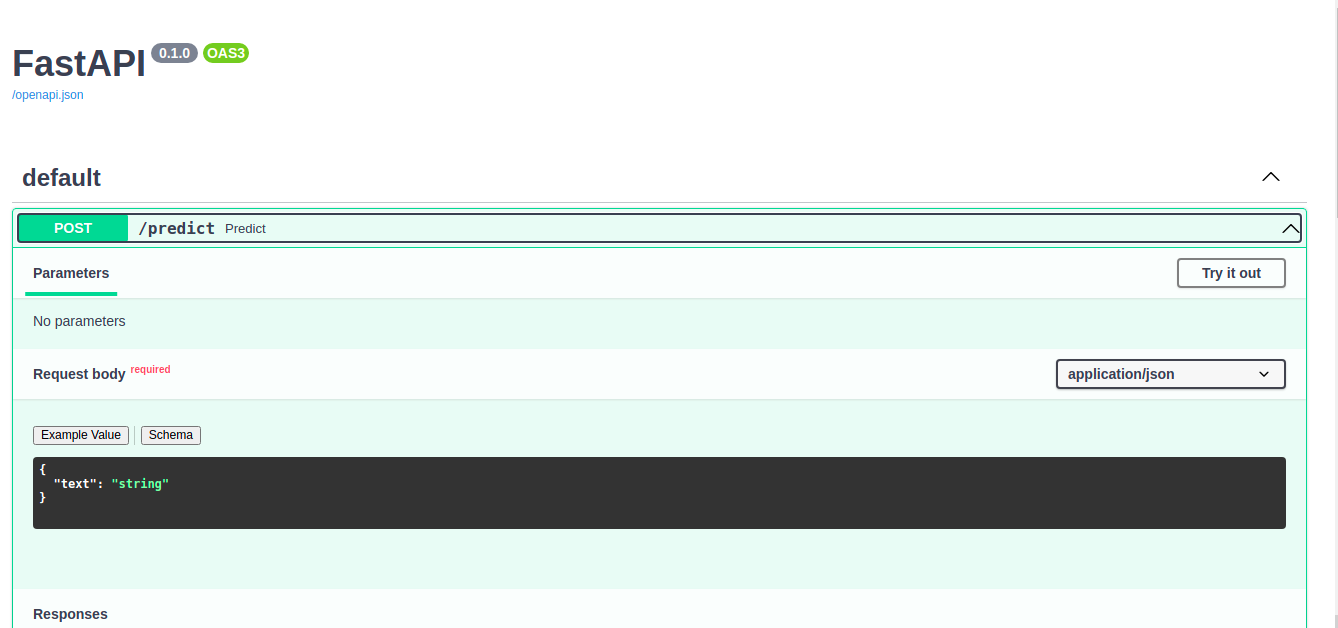 FastAPI 0.1.0 OAS3
/openapi.json
default
POST /predict Predict
Parameters Try it out
No parameters
Request body required application/json
Example Value Schema
{
"text": "string"
}
Responses